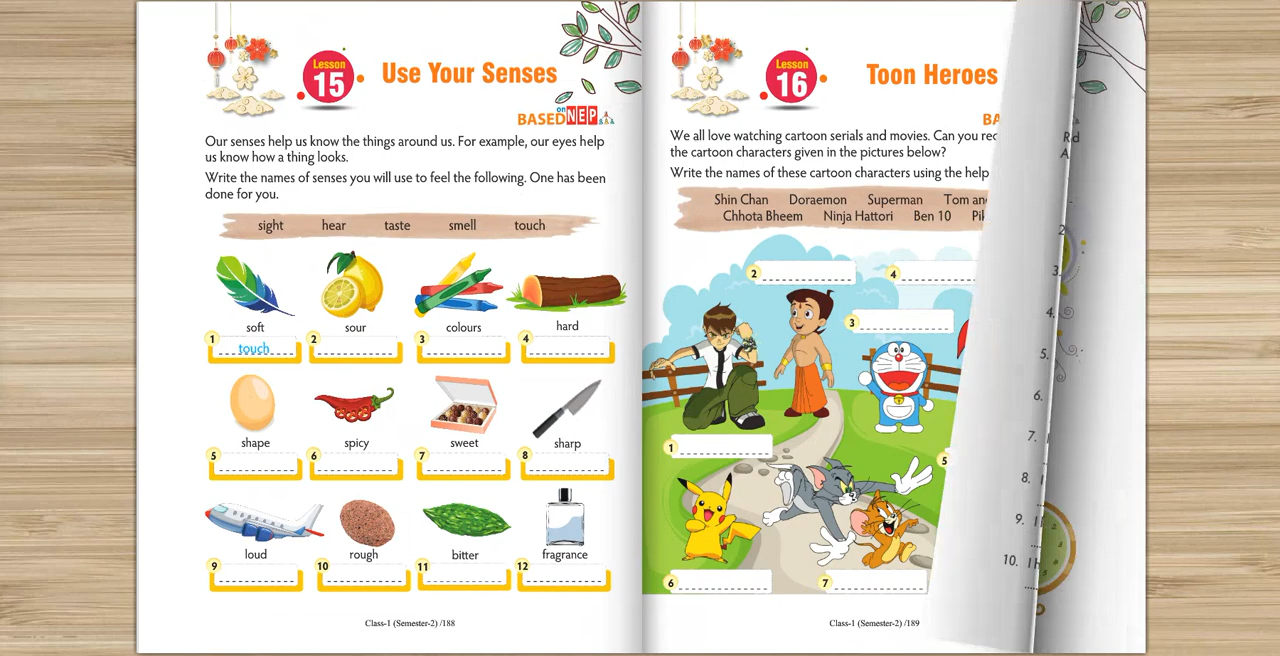 Lesson
15
Use Your Senses
BASED on NEP
Our senses help us know the things around us. For example, our eyes help
us know how a thing looks.
Write the names of senses you will use to feel the following. One has been
done for you.
sight hear taste smell touch
soft sour colours hard
1 touch 2 3 4
shape spicy sweet sharp
5 6 7 8
loud rough bitter fragrance
9 10 11 12
Class-1 (Semester-2) /188
Lesson
16
Toon Heroes
BA
We all love watching cartoon serials and movies. Can you rec
the cartoon characters given in the pictures below?
Write the names of these cartoon characters using the help
Shin Chan Doraemon Superman Tom an
Chhota Bheem Ninja Hattori Ben 10 Pi
2 4
3
1
5
6 7
Class-1 (Semester-2) /189
2
3.
4.
5.
6.
7.
8.
9.
10.